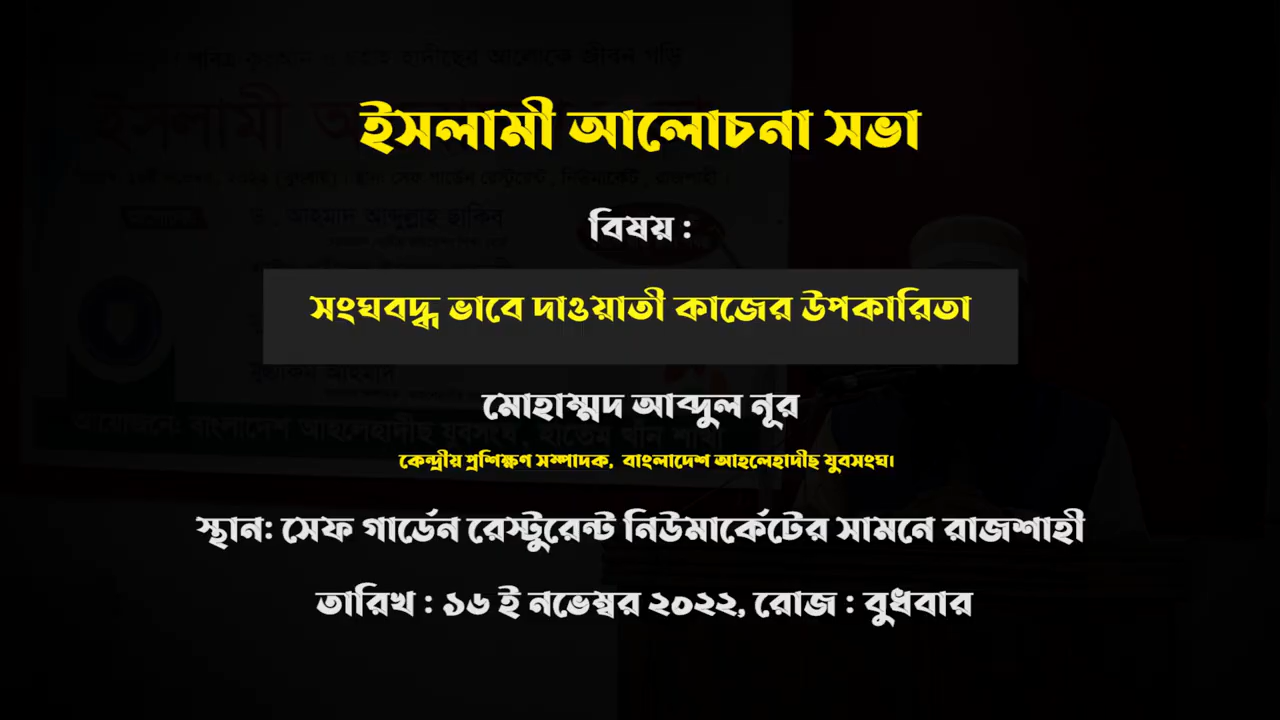 ইসলামী আলোচনা সভা
বিষয় :
সংঘবদ্ধ ভাবে দাওয়াতী কাজের উপকারিতা
মোহাম্মদ আব্দুল নূর
কেন্দ্রীয় প্রশিক্ষণ সম্পাদক, বাংলাদেশ আহলেহাদীছ যুবসংঘ।
স্থান: সেফ গার্ডেন রেস্টুরেন্ট নিউমার্কেটের সামনে রাজশাহী
তারিখ : ১৬ ই নভেম্বর ২০২২, রোজ : বুধবার